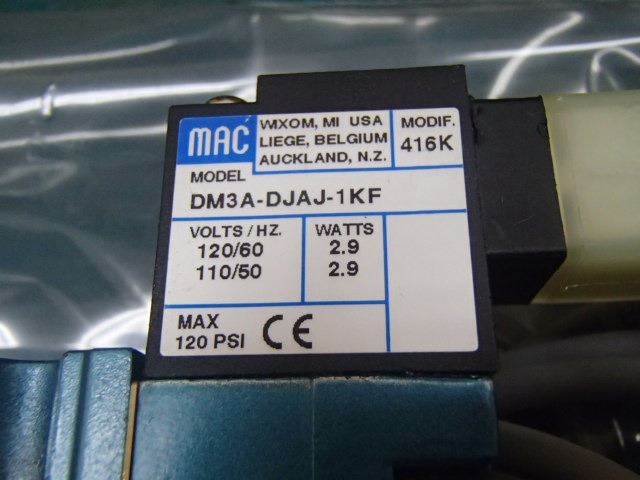 MAC
WIXOM, MI USA
LIEGE, BELGIUM
AUCKLAND, N.Z.
MODIF.
416K
MODEL
DM3A-DJAJ-1KF
VOLTS / HZ. WATTS
120/60 2.9
110/50 2.9
MAX
120 PSI CE